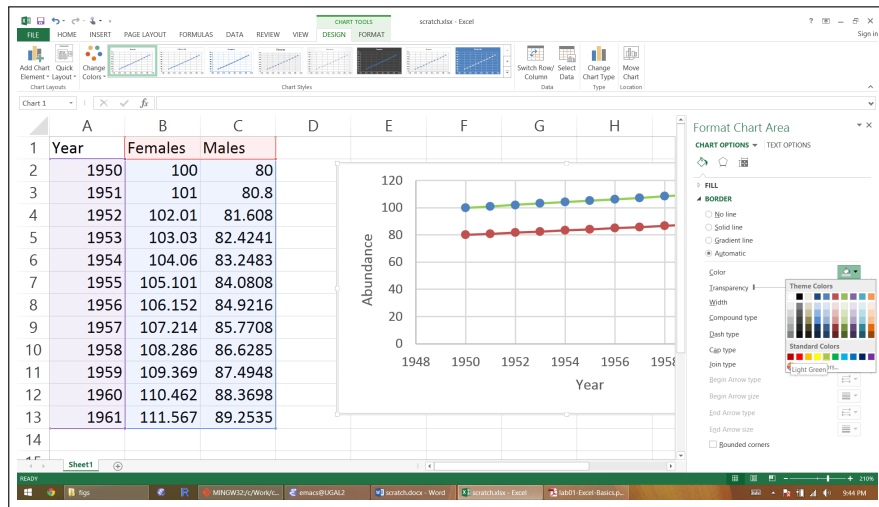 CHART TOOLS scratch.xlsx - Excel
FILE HOME INSERT PAGE LAYOUT FORMULAS DATA REVIEW VIEW DESIGN FORMAT Sign in
Add Chart Quick Change Switch Row/ Select Change Move
Element Layout Colors Column Data Chart Type Chart
Chart Layouts Chart Styles Data Type Location
Chart 1 fx
A B C D E F G H
1 Year Females Males
2 1950 100 80
3 1951 101 80.8
4 1952 102.01 81.608
5 1953 103.03 82.4241
6 1954 104.06 83.2483
7 1955 105.101 84.0808
8 1956 106.152 84.9216
9 1957 107.214 85.7708
10 1958 108.286 86.6285
11 1959 109.369 87.4948
12 1960 110.462 88.3698
13 1961 111.567 89.2535
14
120
100
80
60
40
20
0
Abundance
1948 1950 1952 1954 1956 1958
Year
Format Chart Area
CHART OPTIONS TEXT OPTIONS
FILL
BORDER
No line
Solid line
Gradient line
Automatic
Color
Transparency
Width
Compound type
Dash type
Cap type
Join type
Begin Arrow type
Begin Arrow size
End Arrow type
End Arrow size
Rounded corners
Theme Colors
Standard Colors
Light Green
Sheet1
READY 210%
figs R MINGW32:/c/Work/c... emacs@UGAL2 scratch.docx - Word scratch.xlsx - Excel lab01-Excel-Basics.p... 9:44 PM